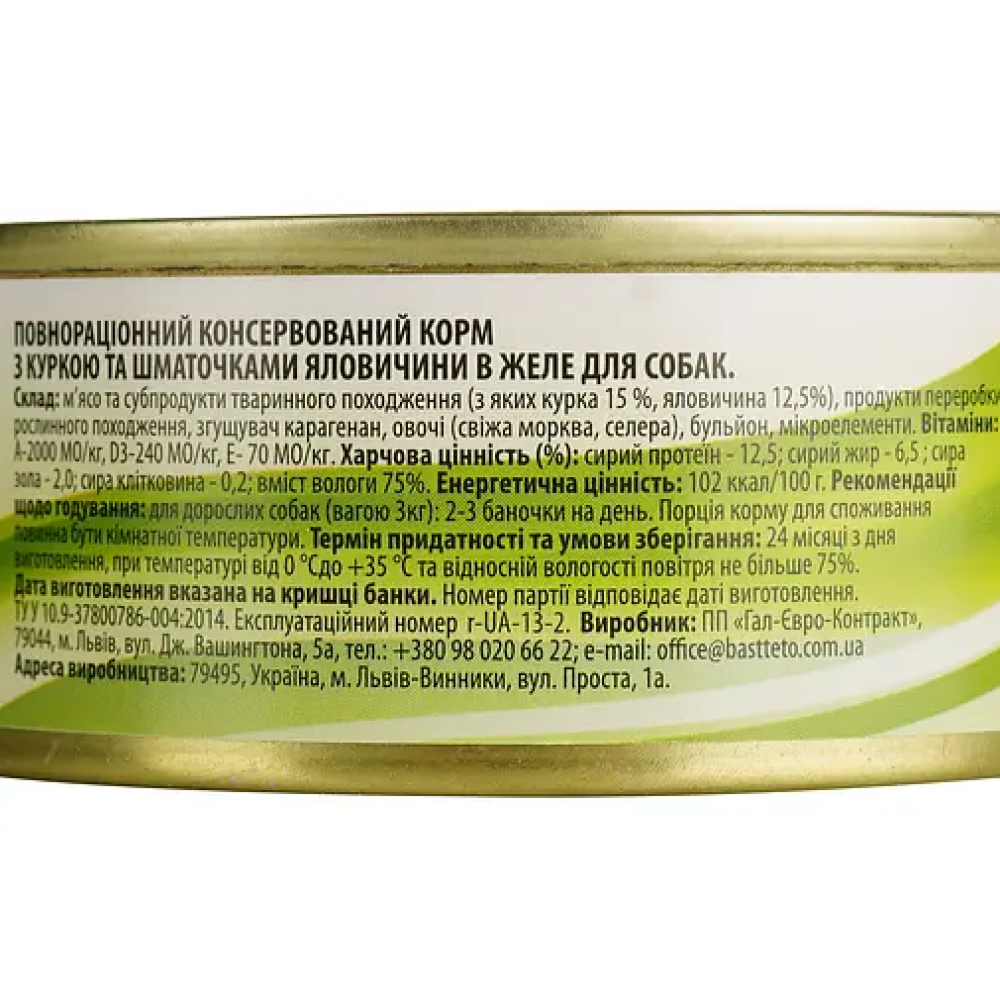 ПОВНОРАЦІОННИЙ КОНСЕРВОВАНИЙ КОРМ
З КУРКОЮ ТА ШМАТОЧКАМИ ЯЛОВИЧИНИ В ЖЕЛЕ ДЛЯ СОБАК.
Склад: м'ясо та субпродукти тваринного походження (з яких курка 15 %, яловичина 12,5%), продукти переробки
рослинного походження, згущувач карагенан, овочі (свіжа морква, селера), бульйон, мікроелементи. Вітаміни:
А-2000 МО/кг, D3-240 МО/кг, Е- 70 МО/кг. Харчова цінність (%): сирий протеїн - 12,5; сирий жир - 6,5 ; сира
зола - 2,0; сира клітковина - 0,2; вміст вологи 75%. Енергетична цінність: 102 ккал/100 г. Рекомендації
щодо годування: для дорослих собак (вагою 3кг): 2-3 баночки на день. Порція корму для споживання
повинна бути кімнатної температури. Термін придатності та умови зберігання: 24 місяці з дня
виготовлення, при температурі від 0 °Сдо +35 °С та відносній вологості повітря не більше 75%.
Дата виготовлення вказана на кришці банки. Номер партії відповідає даті виготовлення.
ТУ У 10.9-37800786-004:2014. Експлуатаційний номер r-UA-13-2. Виробник: ПП «Гал-Євро-Контракт»,
79044, м. Львів, вул. Дж. Вашингтона, 5а, тел.: +380 98 020 66 22; e-mail: office@bastteto.com.ua
Адреса виробництва: 79495, Україна, м. Львів-Винники, вул. Проста, 1а.